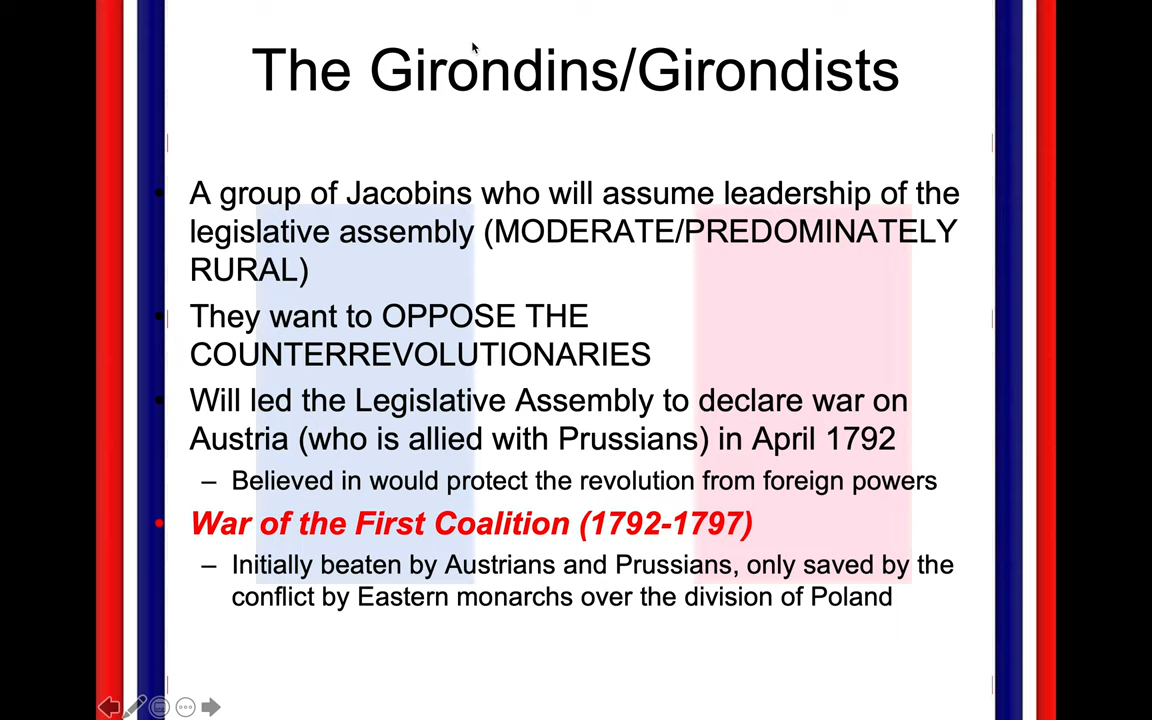 The Girondins/Girondists
• A group of Jacobins who will assume leadership of the
legislative assembly (MODERATE/PREDOMINATELY
RURAL)
• They want to OPPOSE THE
COUNTERREVOLUTIONARIES
• Will led the Legislative Assembly to declare war on
Austria (who is allied with Prussians) in April 1792
– Believed in would protect the revolution from foreign powers
• War of the First Coalition (1792-1797)
– Initially beaten by Austrians and Prussians, only saved by the
conflict by Eastern monarchs over the division of Poland